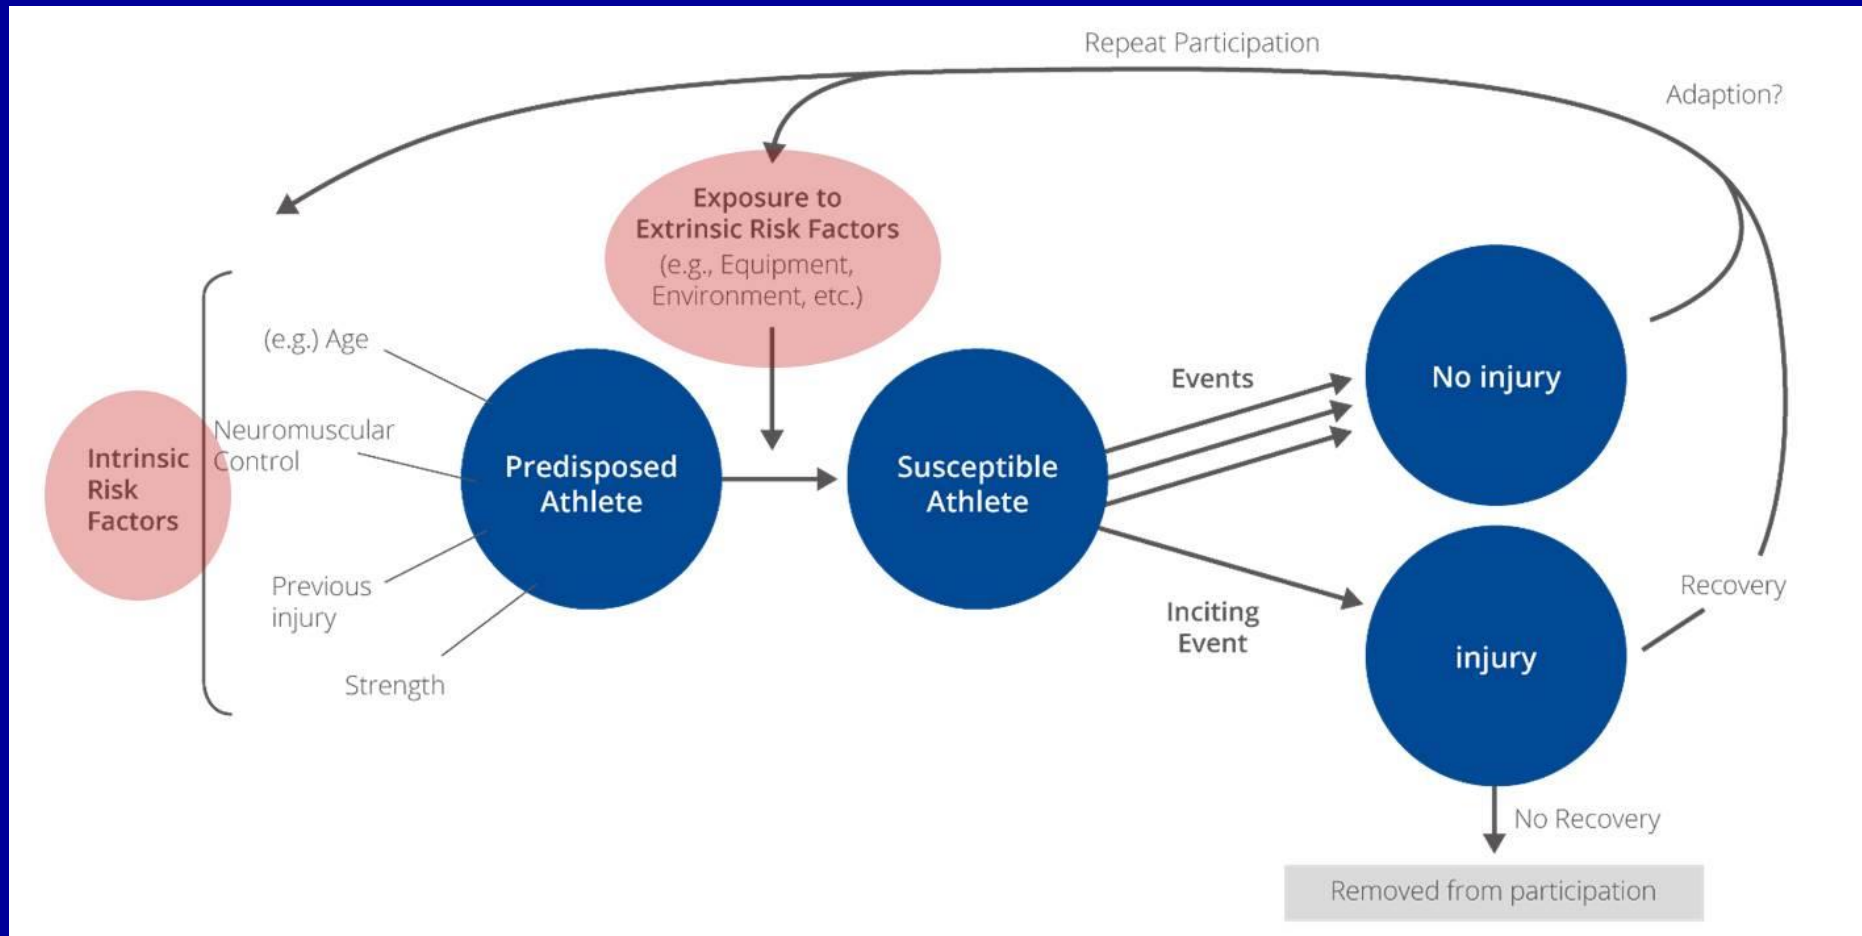 Repeat Participation
Adaption?
Exposure to
Extrinsic Risk Factors
(e.g., Equipment,
Environment, etc.)
(e.g.) Age
Neuromuscular
Control
Intrinsic
Risk
Factors
Previous
injury
Strength
Predisposed
Athlete
Susceptible
Athlete
Events
No injury
Inciting
Event
injury
Recovery
No Recovery
Removed from participation